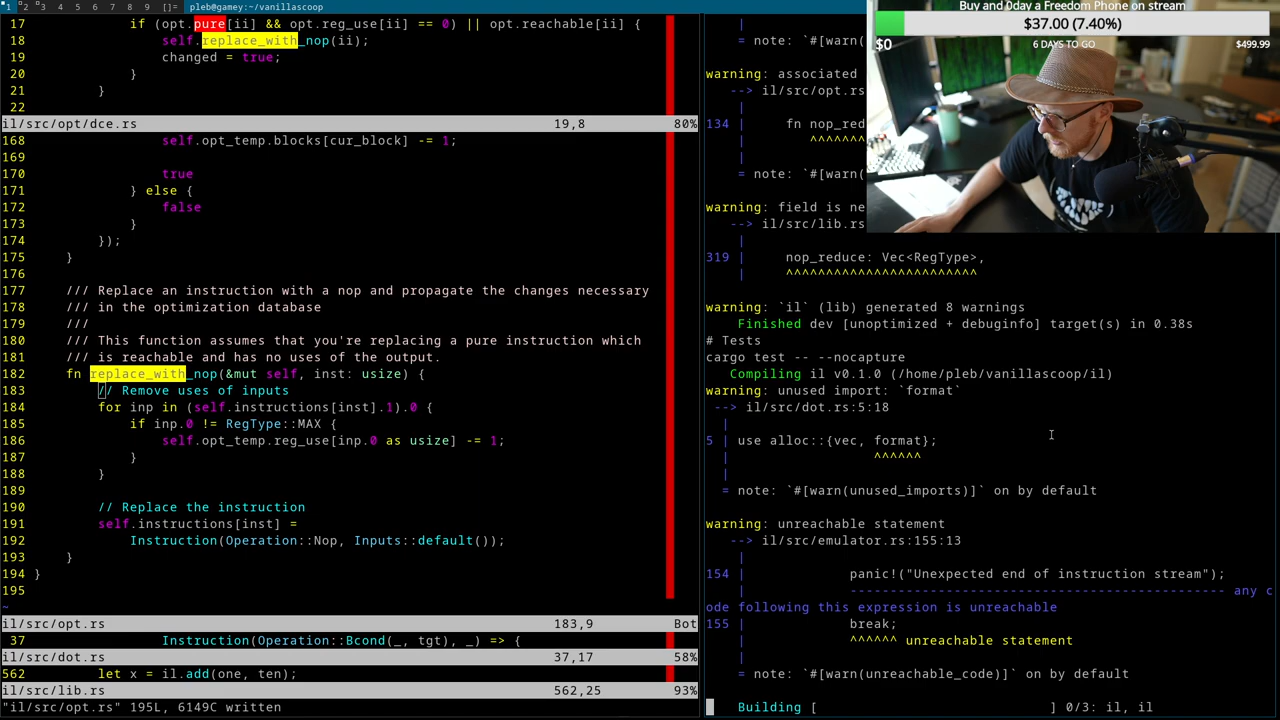 1 2 3 4 5 6 7 8 9 []= pleb@gamey:~/vanillascoop
17 if (opt.pure[ii] && opt.reg_use[ii] == 0) || opt.reachable[ii] {
18 self.replace_with_nop(ii);
19 changed = true;
20 }
21 }
22
il/src/opt/dce.rs 19,8 80%
168 self.opt_temp.blocks[cur_block] -= 1;
169
170 true
171 } else {
172 false
173 }
174 });
175 }
176
177 /// Replace an instruction with a nop and propagate the changes necessary
178 /// in the optimization database
179 ///
180 /// This function assumes that you're replacing a pure instruction which
181 /// is reachable and has no uses of the output.
182 fn replace_with_nop(&mut self, inst: usize) {
183 // Remove uses of inputs
184 for inp in (self.instructions[inst].1).0 {
185 if inp.0 != RegType::MAX {
186 self.opt_temp.reg_use[inp.0 as usize] -= 1;
187 }
188 }
189
190 // Replace the instruction
191 self.instructions[inst] =
192 Instruction(Operation::Nop, Inputs::default());
193 }
194 }
195
~
il/src/opt.rs 183,9 Bot
37 Instruction(Operation::Bcond(_, tgt), _) => {
il/src/dot.rs 37,17 58%
562 let x = il.add(one, ten);
il/src/lib.rs 562,25 93%
"il/src/opt.rs" 195L, 6149C written
|
= note: `#[warn(
warning: associated
--> il/src/opt.rs
|
134 | fn nop_red
| ^^^^^^^
|
= note: `#[warn(
warning: field is ne
--> il/src/lib.rs
|
319 | nop_reduce: Vec<RegType>,
| ^^^^^^^^^^^^^^^^^^^^^^^^
warning: `il` (lib) generated 8 warnings
Finished dev [unoptimized + debuginfo] target(s) in 0.38s
# Tests
cargo test -- --nocapture
Compiling il v0.1.0 (/home/pleb/vanillascoop/il)
warning: unused import: `format`
--> il/src/dot.rs:5:18
|
5 | use alloc::{vec, format};
| ^^^^^^
|
= note: `#[warn(unused_imports)]` on by default
warning: unreachable statement
--> il/src/emulator.rs:155:13
|
154 | panic!("Unexpected end of instruction stream");
| ----------------------------------------------- any c
ode following this expression is unreachable
155 | break;
| ^^^^^^ unreachable statement
|
= note: `#[warn(unreachable_code)]` on by default
Building [ ] 0/3: il, il
Buy and 0day a Freedom Phone on stream
$37.00 (7.40%)
$0 6 DAYS TO GO $499.99